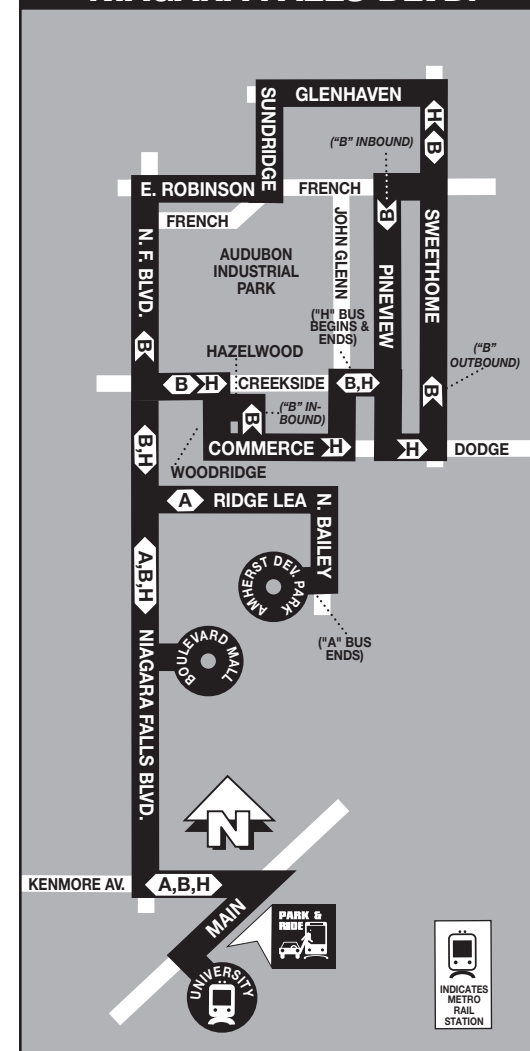 GLENHAVEN
SUNDRIDGE
H
B
("B" INBOUND)
E. ROBINSON
FRENCH
FRENCH
B
N. F. BLVD.
JOHN GLENN
PINEVIEW
SWEETHOME
AUDUBON
INDUSTRIAL
PARK
("H" BUS
BEGINS &
ENDS)
B
HAZELWOOD
("B"
OUTBOUND)
B H
CREEKSIDE
B,H
B
("B" IN-
BOUND)
B
B,H
COMMERCE
H
H
DODGE
WOODRIDGE
A
RIDGE LEA
N. BAILEY
A,B,H
AMHERST DEV. PARK
BOULEVARD MALL
("A" BUS
ENDS)
NIAGARA FALLS BLVD.
N
KENMORE AV.
A,B,H
MAIN
PARK &
RIDE
UNIVERSITY
INDICATES
METRO
RAIL
STATION